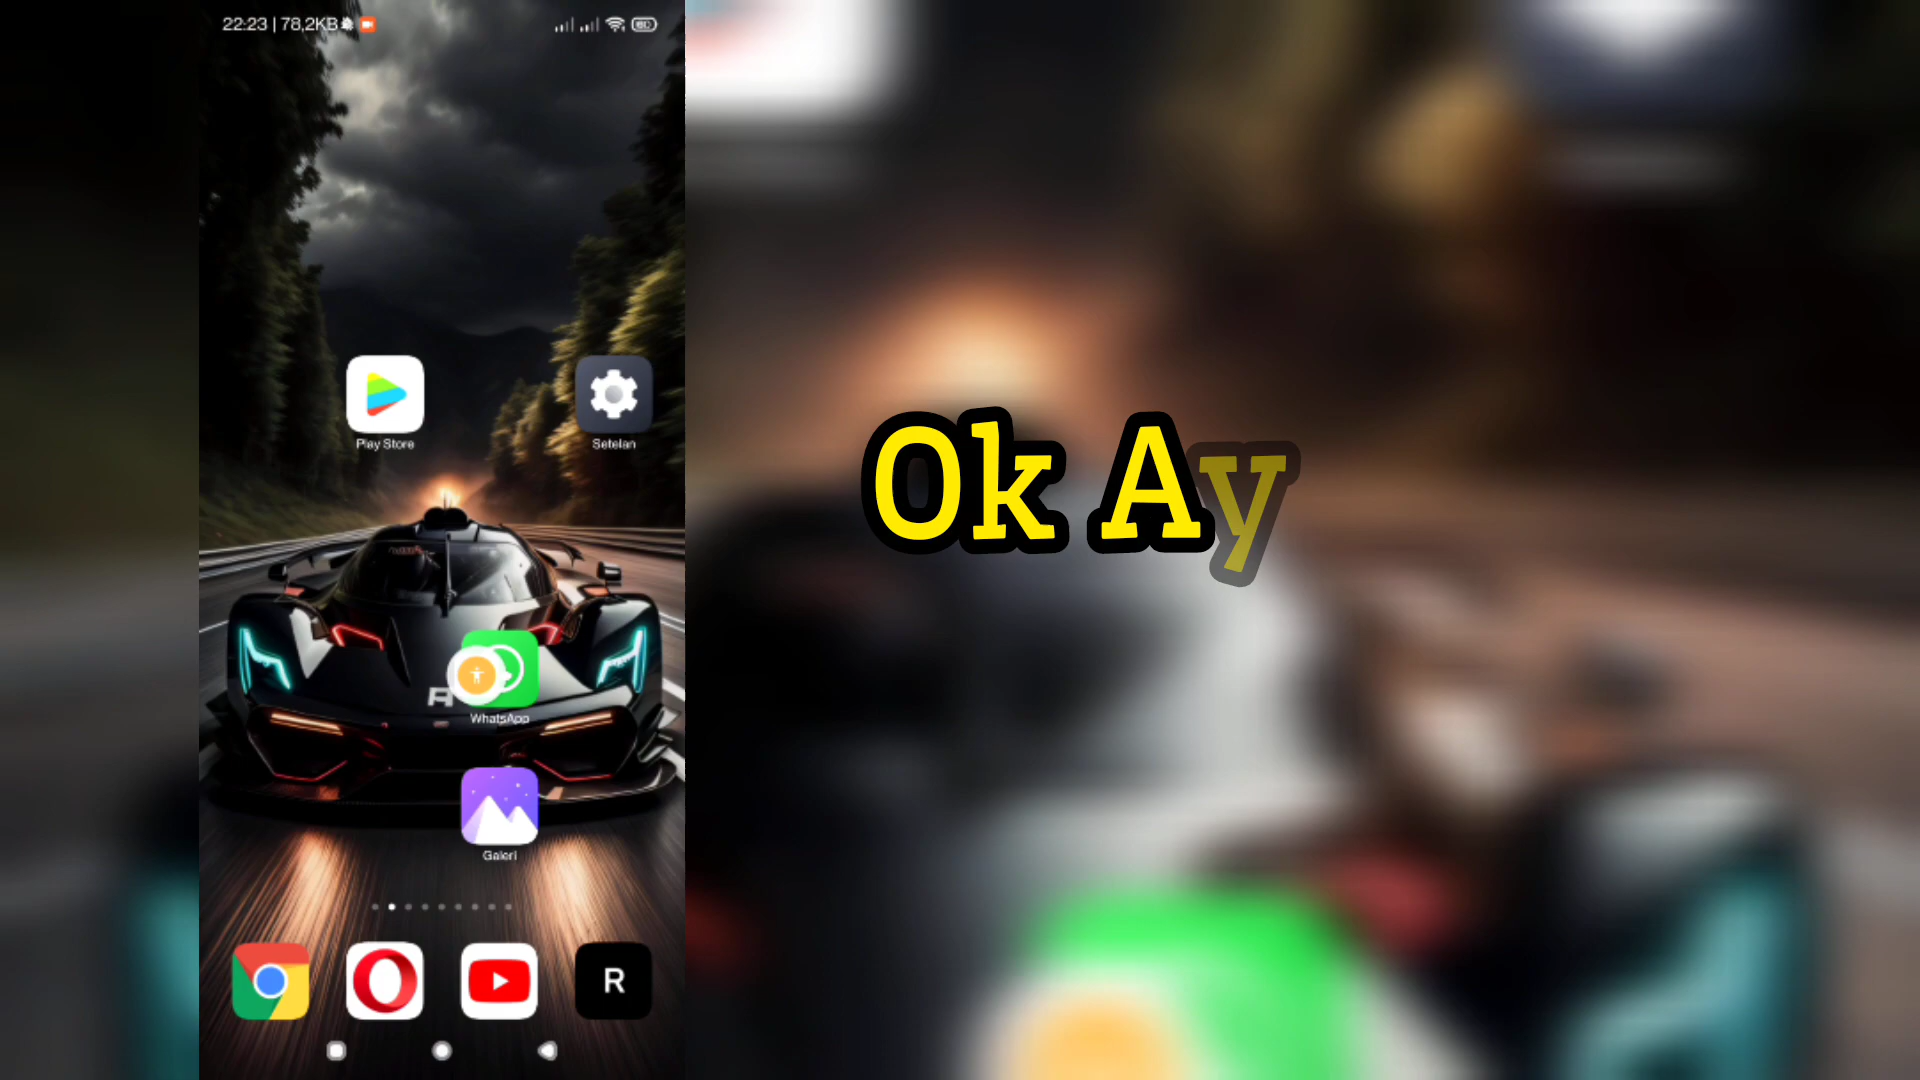 22:23 | 78,2KB
Play Store
Setelan
Ok Ay
WhatsApp
Galeri
R